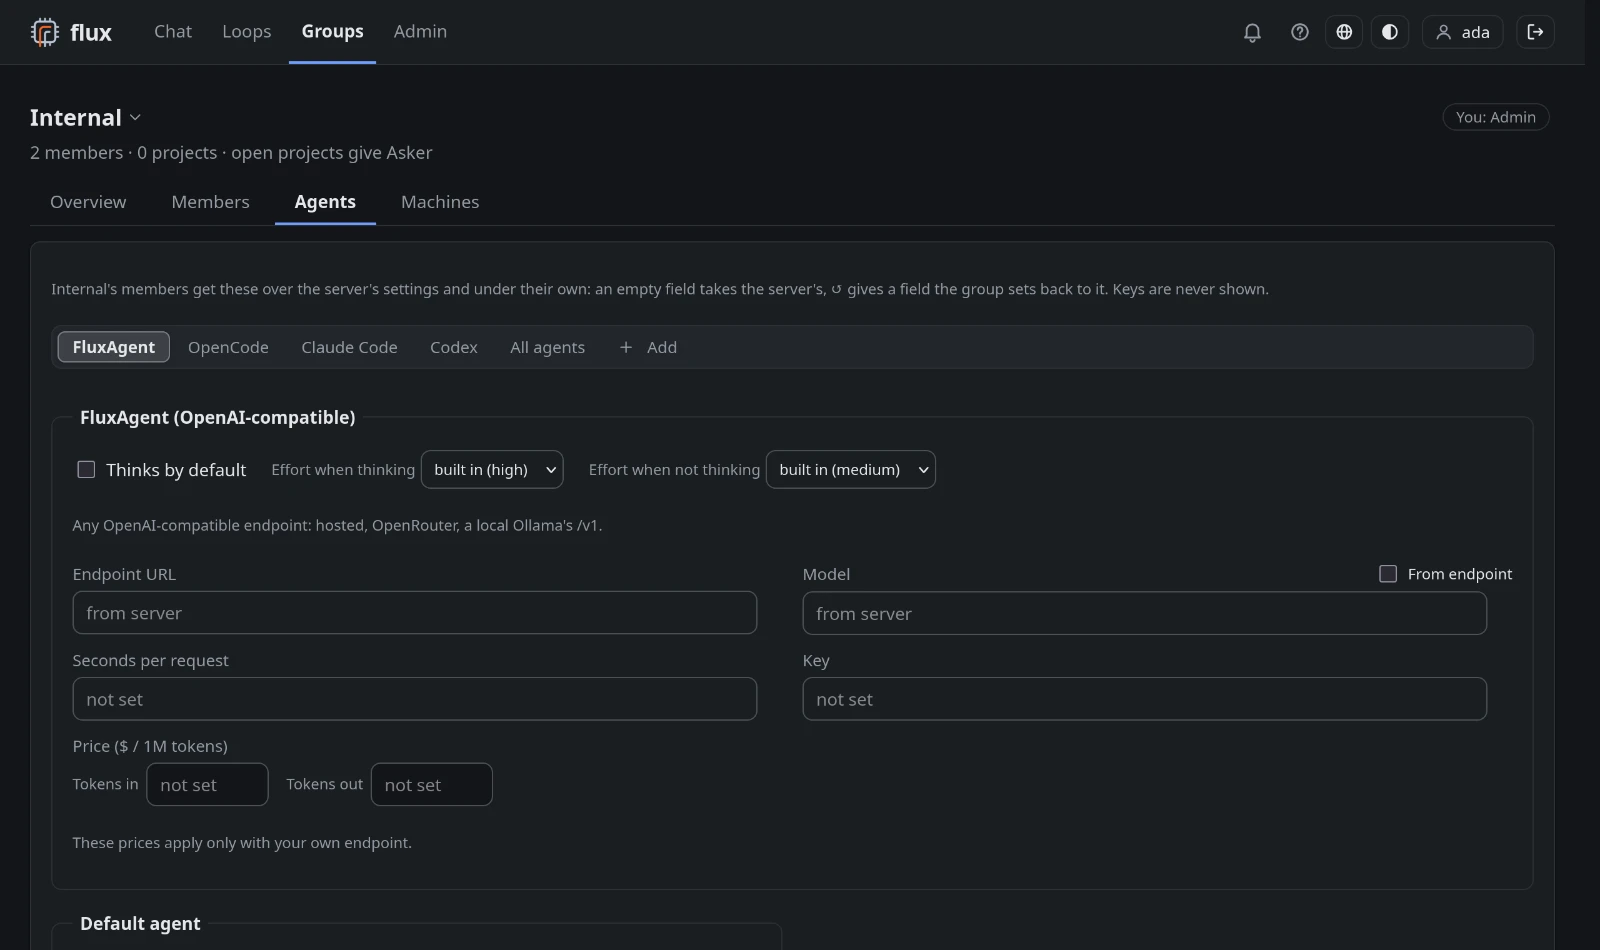 flux
Chat Loops Groups Admin
ada
Internal
You: Admin
2 members · 0 projects · open projects give Asker
Overview Members Agents Machines
Internal's members get these over the server's settings and under their own: an empty field takes the server's, ↺ gives a field the group sets back to it. Keys are never shown.
FluxAgent OpenCode Claude Code Codex All agents + Add
FluxAgent (OpenAI-compatible)
Thinks by default Effort when thinking built in (high) Effort when not thinking built in (medium)
Any OpenAI-compatible endpoint: hosted, OpenRouter, a local Ollama's /v1.
Endpoint URL
from server
Model From endpoint
from server
Seconds per request
not set
Key
not set
Price ($ / 1M tokens)
Tokens in not set Tokens out not set
These prices apply only with your own endpoint.
Default agent